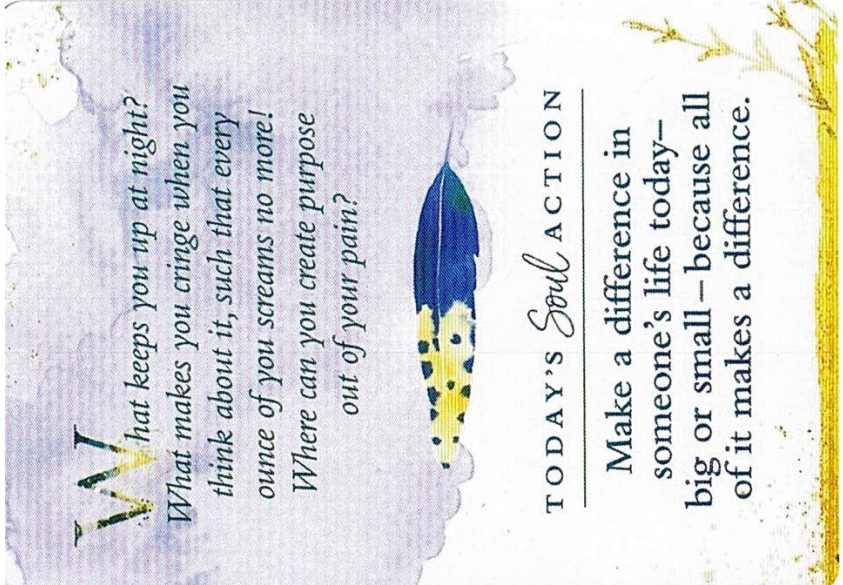 What keeps you up at night?
What makes you cringe when you
think about it, such that every
ounce of you screams no more!
Where can you create purpose
out of your pain?
TODAY'S Soul ACTION
Make a difference in
someone's life today—
big or small—because all
of it makes a difference.